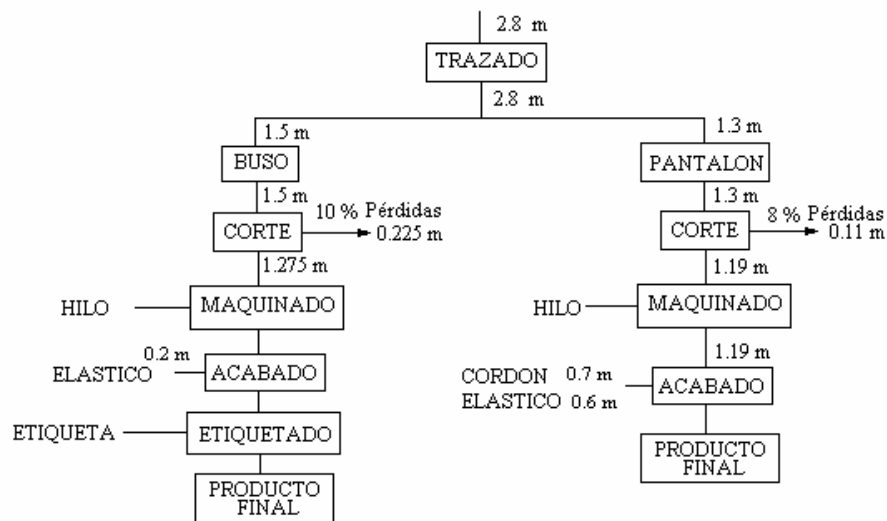 2.8 m
TRAZADO
2.8 m
1.5 m
BUSO
1.5 m
10 % Pérdidas
0.225 m
CORTE
1.275 m
HILO
MAQUINADO
0.2 m
ELASTICO
ACABADO
ETIQUETA
ETIQUETADO
PRODUCTO
FINAL
1.3 m
PANTALON
1.3 m
8 % Pérdidas
0.11 m
CORTE
1.19 m
HILO
MAQUINADO
1.19 m
CORDON 0.7 m
ELASTICO 0.6 m
ACABADO
PRODUCTO
FINAL